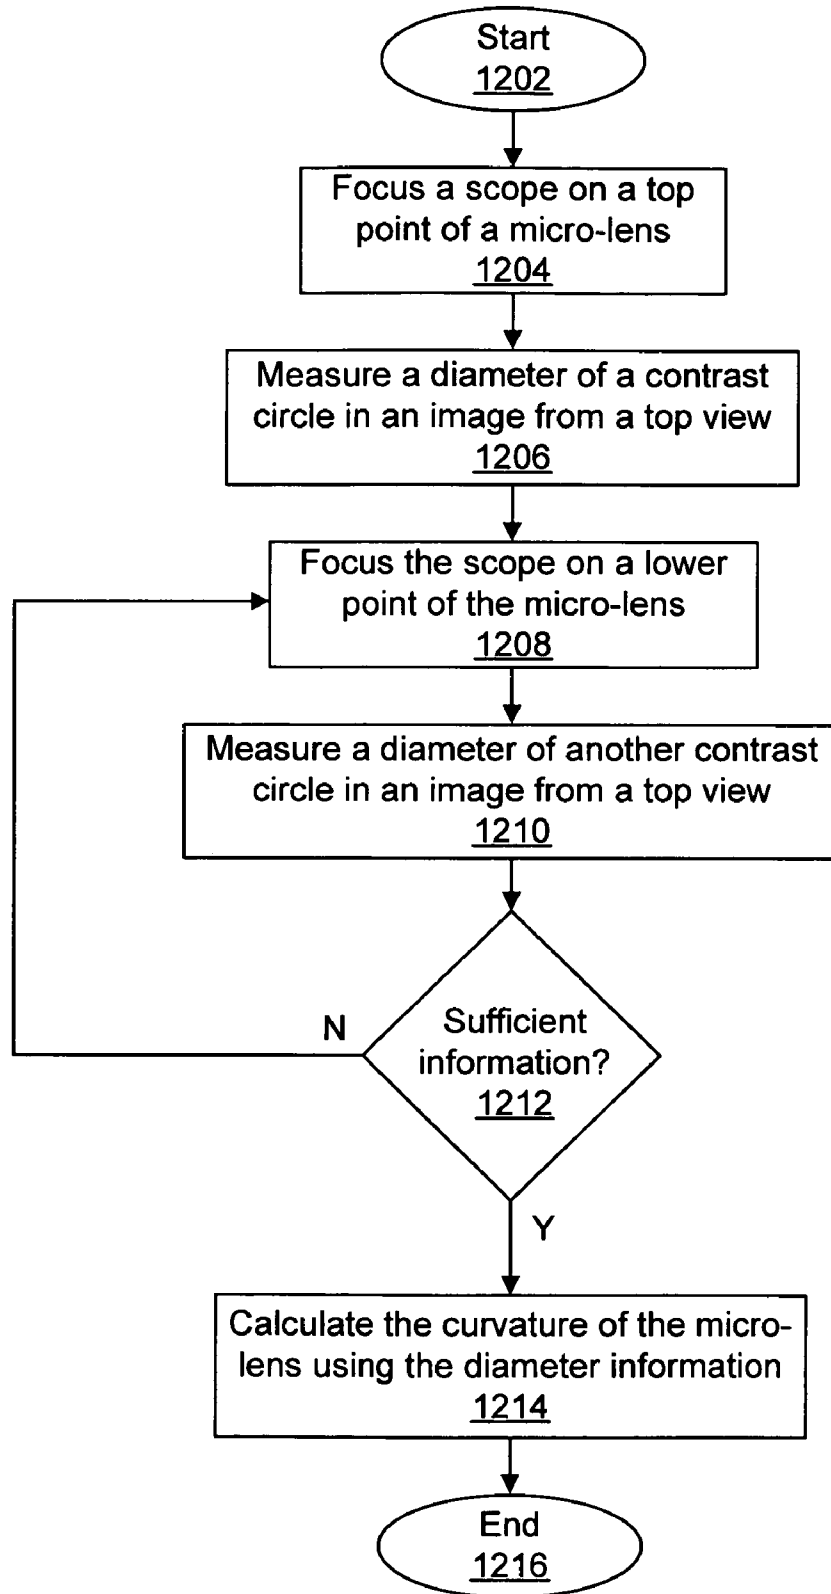 Start
1202
Focus a scope on a top
point of a micro-lens
1204
Measure a diameter of a contrast
circle in an image from a top view
1206
Focus the scope on a lower
point of the micro-lens
1208
Measure a diameter of another contrast
circle in an image from a top view
1210
N
Sufficient
information?
1212
Y
Calculate the curvature of the micro-
lens using the diameter information
1214
End
1216